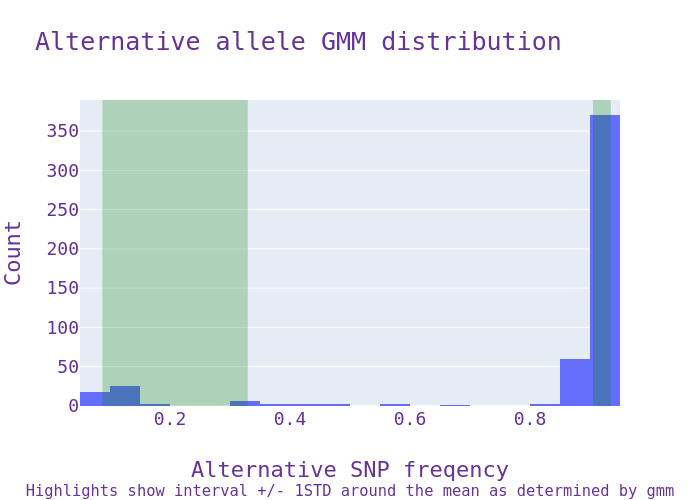 Alternative allele GMM distribution
Count
350
300
250
200
150
100
50
0
0.2 0.4 0.6 0.8
Alternative SNP freqency
Highlights show interval +/- 1STD around the mean as determined by gmm